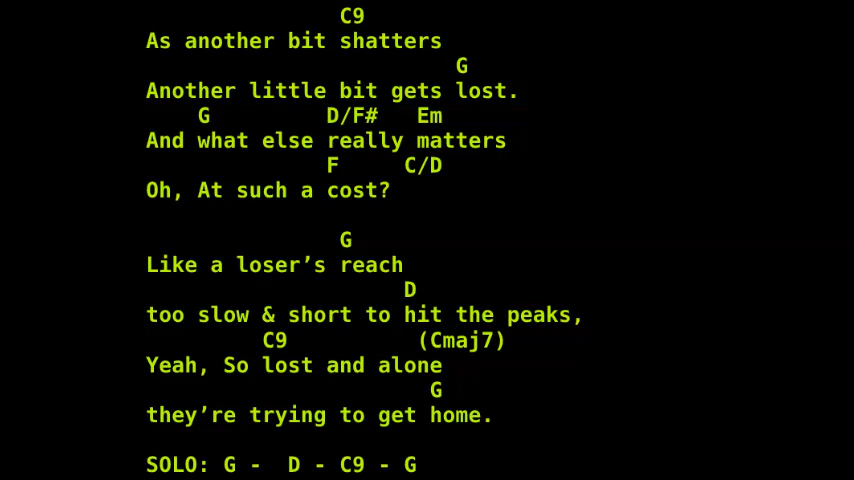 C9
As another bit shatters
G
Another little bit gets lost.
G D/F# Em
And what else really matters
F C/D
Oh, At such a cost?
G
Like a loser’s reach
D
too slow & short to hit the peaks,
C9 (Cmaj7)
Yeah, So lost and alone
G
they’re trying to get home.
SOLO: G - D - C9 - G